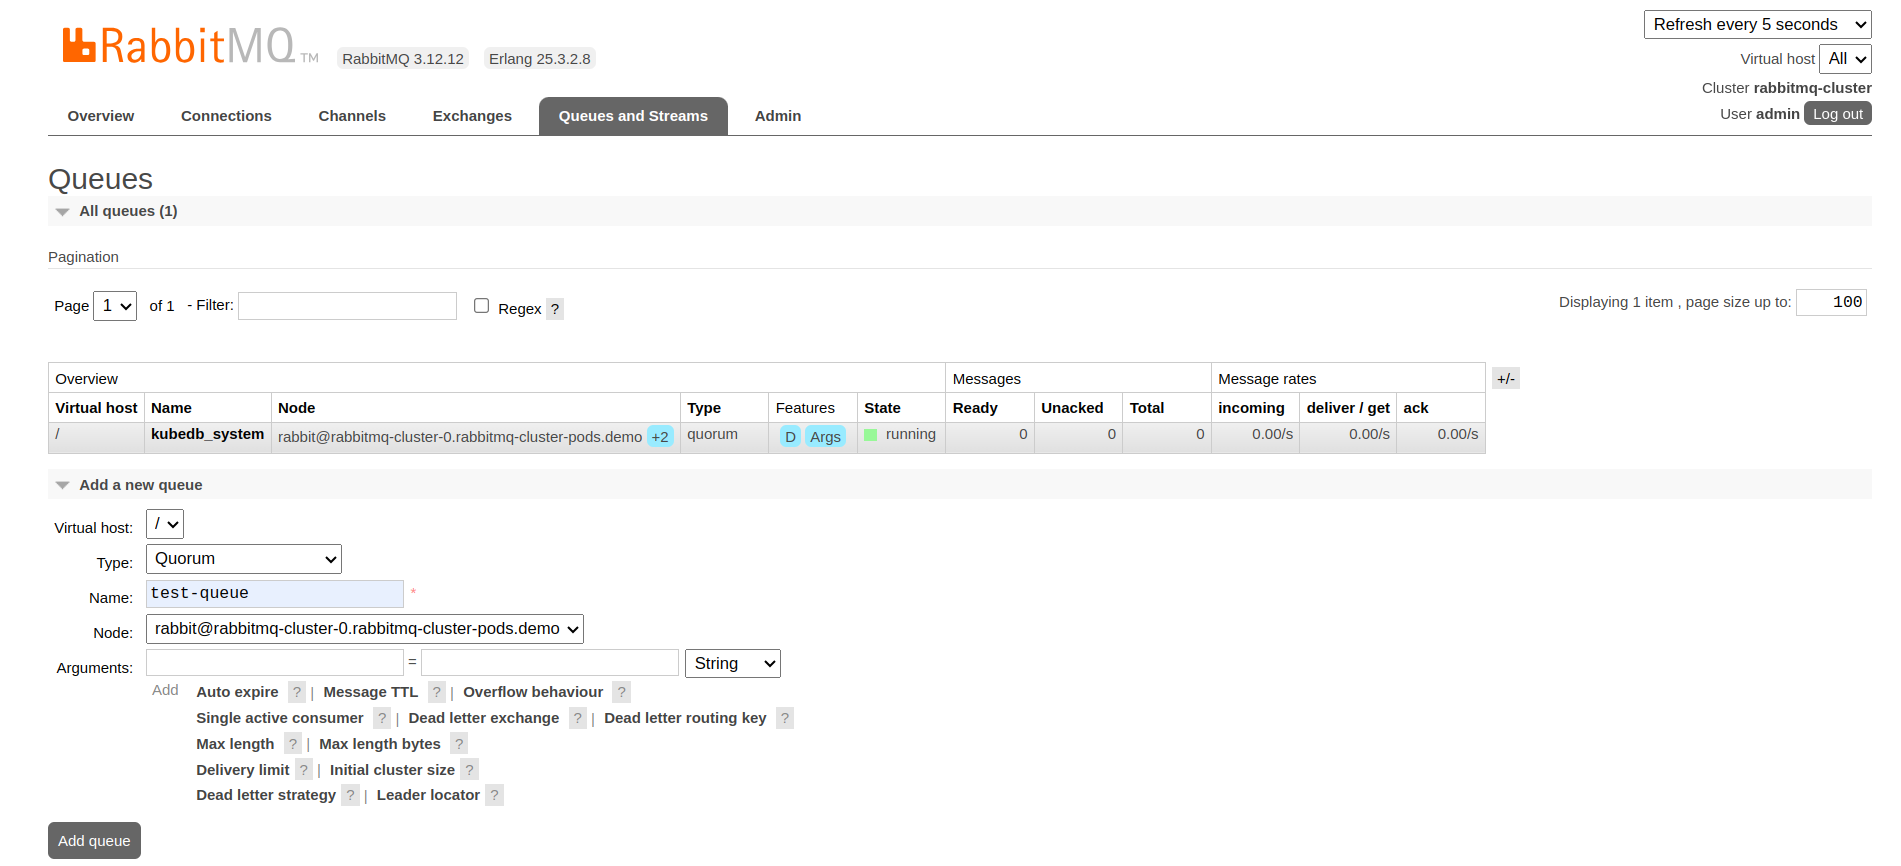 RabbitMQ TM RabbitMQ 3.12.12 Erlang 25.3.2.8
Refresh every 5 seconds
Virtual host All
Cluster rabbitmq-cluster
User admin Log out
Overview Connections Channels Exchanges Queues and Streams Admin
Queues
All queues (1)
Pagination
Page 1 of 1 - Filter: Regex ? Displaying 1 item , page size up to: 100
Overview Messages Message rates +/-
Virtual host Name Node Type Features State Ready Unacked Total incoming deliver / get ack
/ kubedb_system rabbit@rabbitmq-cluster-0.rabbitmq-cluster-pods.demo +2 quorum D Args running 0 0 0 0.00/s 0.00/s 0.00/s
Add a new queue
Virtual host: /
Type: Quorum
Name: test-queue *
Node: rabbit@rabbitmq-cluster-0.rabbitmq-cluster-pods.demo
Arguments: = String
Add Auto expire ? | Message TTL ? | Overflow behaviour ?
Single active consumer ? | Dead letter exchange ? | Dead letter routing key ?
Max length ? | Max length bytes ?
Delivery limit ? | Initial cluster size ?
Dead letter strategy ? | Leader locator ?
Add queue